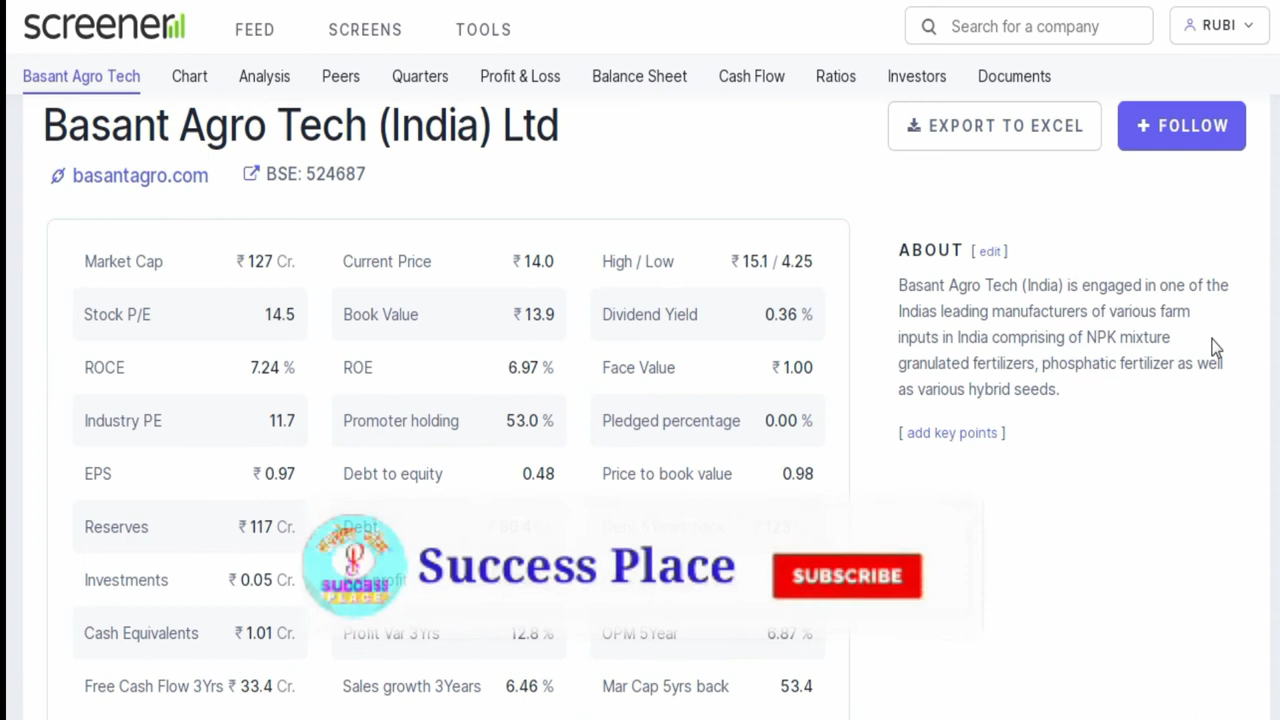 screener FEED SCREENS TOOLS Search for a company RUBI
Basant Agro Tech Chart Analysis Peers Quarters Profit & Loss Balance Sheet Cash Flow Ratios Investors Documents
Basant Agro Tech (India) Ltd EXPORT TO EXCEL + FOLLOW
basantagro.com BSE: 524687
Market Cap ₹ 127 Cr. Current Price ₹ 14.0 High / Low ₹ 15.1 / 4.25
Stock P/E 14.5 Book Value ₹ 13.9 Dividend Yield 0.36 %
ROCE 7.24 % ROE 6.97 % Face Value ₹ 1.00
Industry PE 11.7 Promoter holding 53.0 % Pledged percentage 0.00 %
EPS ₹ 0.97 Debt to equity 0.48 Price to book value 0.98
Reserves ₹ 117 Cr. Debt
Investments ₹ 0.05 Cr. profit
Cash Equivalents ₹ 1.01 Cr. Profit Var 3Yrs 12.8 % OPM 5Year 6.87 %
Free Cash Flow 3Yrs ₹ 33.4 Cr. Sales growth 3Years 6.46 % Mar Cap 5yrs back 53.4
ABOUT [ edit ]
Basant Agro Tech (India) is engaged in one of the
Indias leading manufacturers of various farm
inputs in India comprising of NPK mixture
granulated fertilizers, phosphatic fertilizer as well
as various hybrid seeds.
[ add key points ]
SUCCESS
PLACE
Success Place SUBSCRIBE